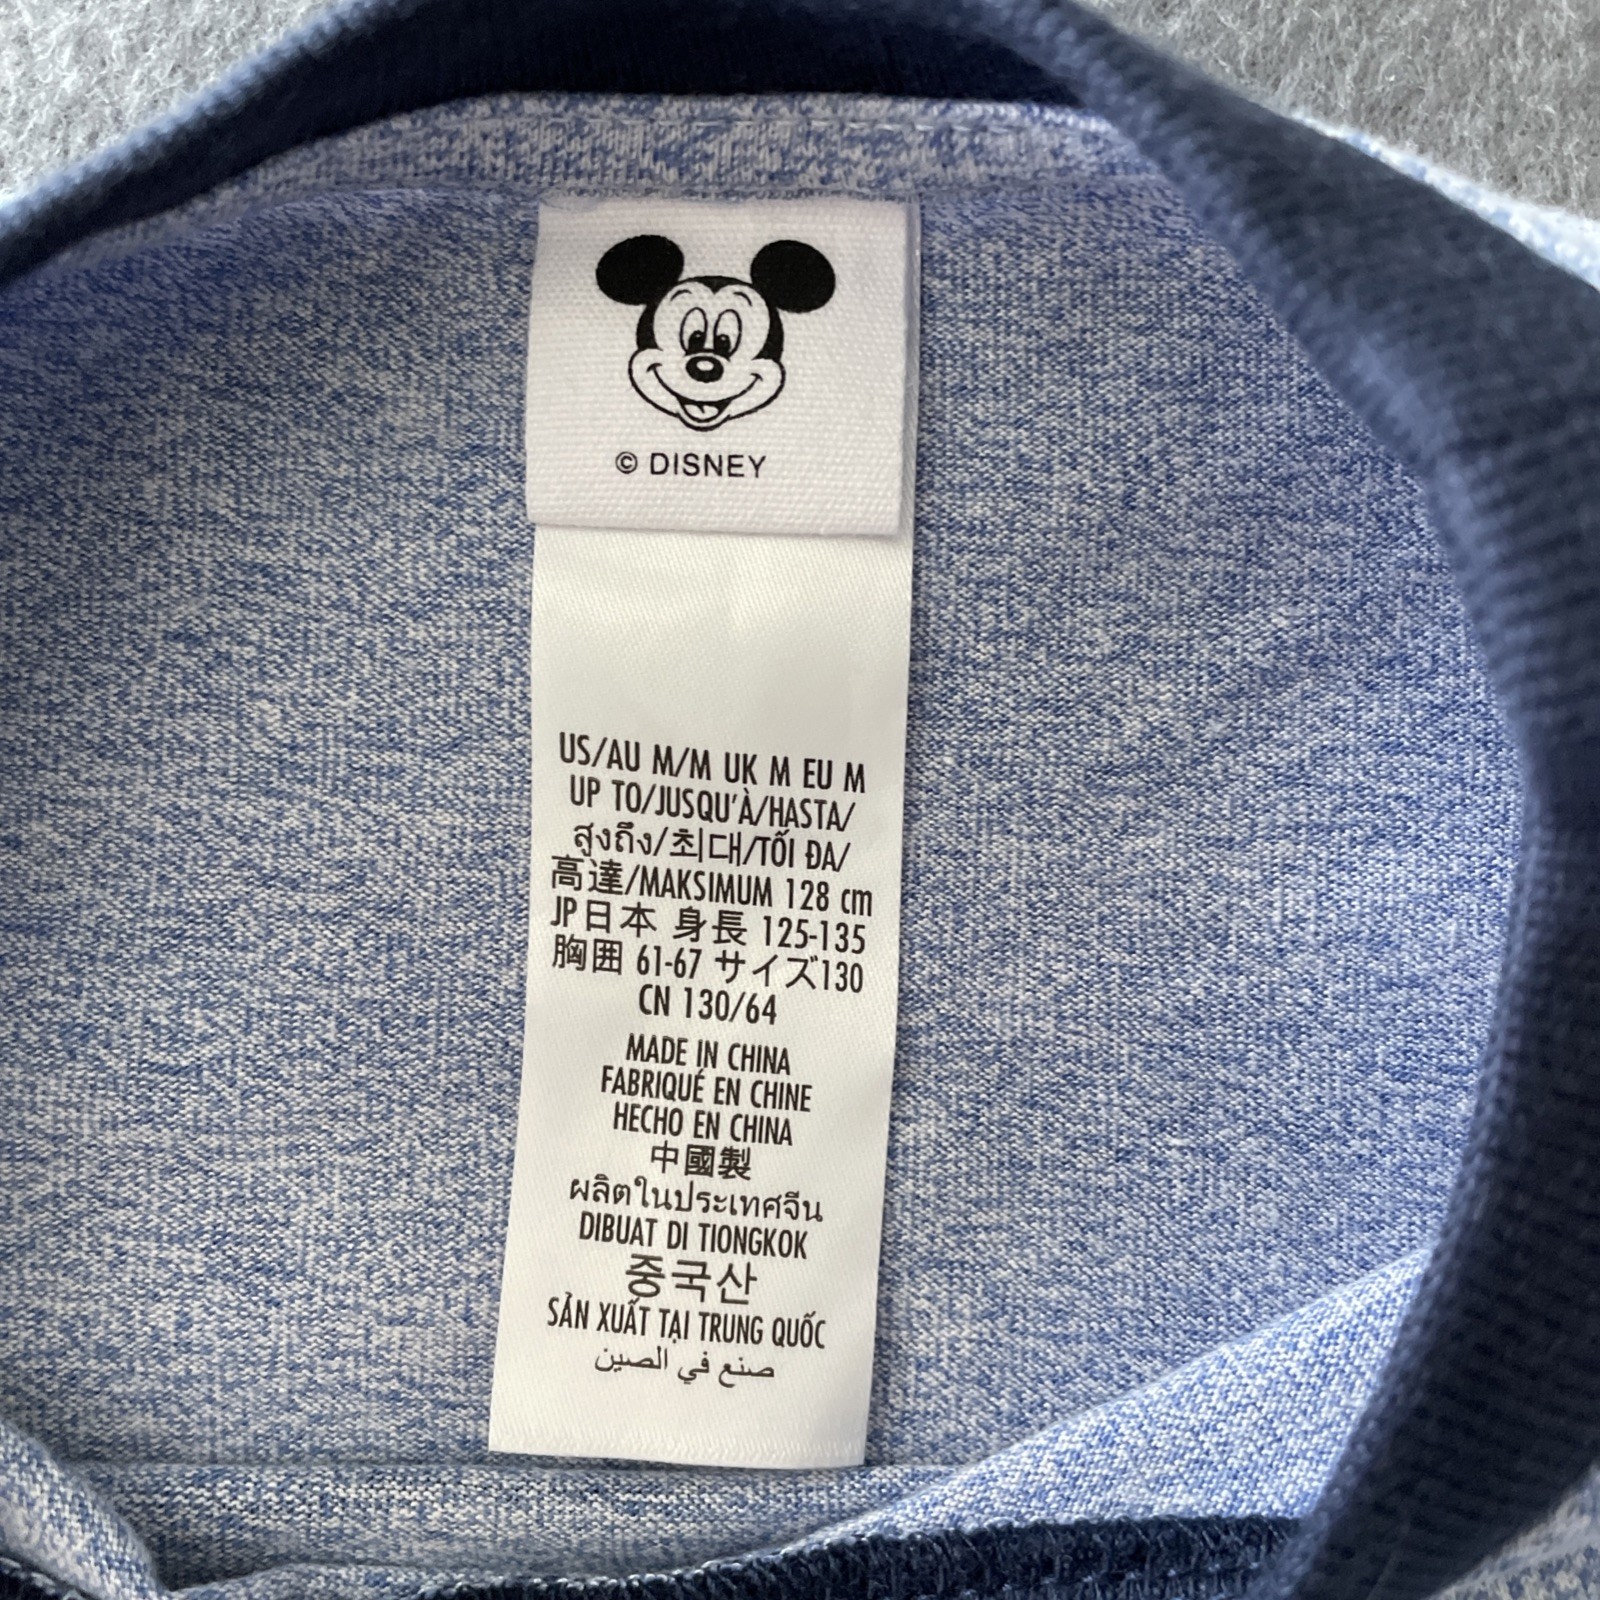 © DISNEY
US/AU M/M UK M EU M
UP TO/JUSQU'À/HASTA/
สูงถึง/최대/TỐI ĐA/
高達/MAKSIMUM 128 cm
JP日本 身長 125-135
胸囲 61-67 サイズ130
CN 130/64
MADE IN CHINA
FABRIQUÉ EN CHINE
HECHO EN CHINA
中國製
ผลิตในประเทศจีน
DIBUAT DI TIONGKOK
중국산
SẢN XUẤT TẠI TRUNG QUỐC
صنع في الصين